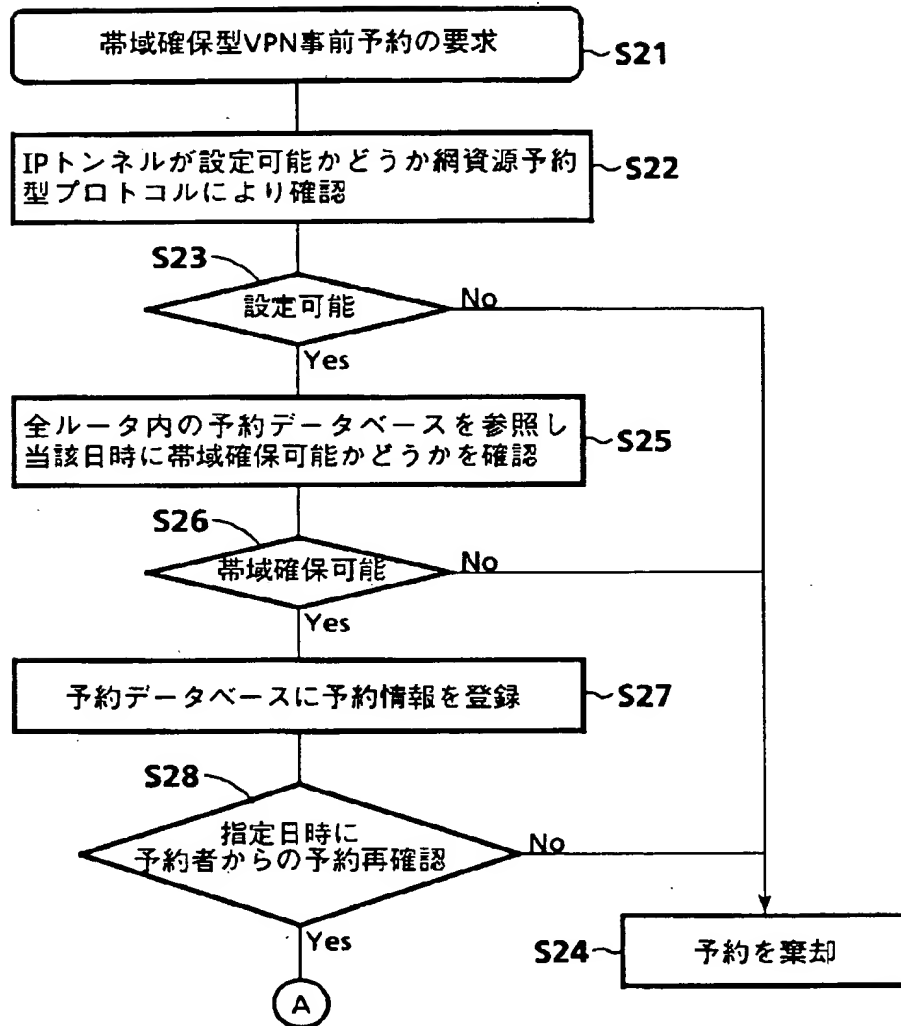 帯域確保型VPN事前予約の要求
S21
IPトンネルが設定可能かどうか網資源予約
型プロトコルにより確認
S22
S23
設定可能
No
Yes
全ルータ内の予約データベースを参照し
当該日時に帯域確保可能かどうかを確認
S25
S26
帯域確保可能
No
Yes
予約データベースに予約情報を登録
S27
S28
指定日時に
予約者からの予約再確認
No
Yes
S24
予約を棄却
A